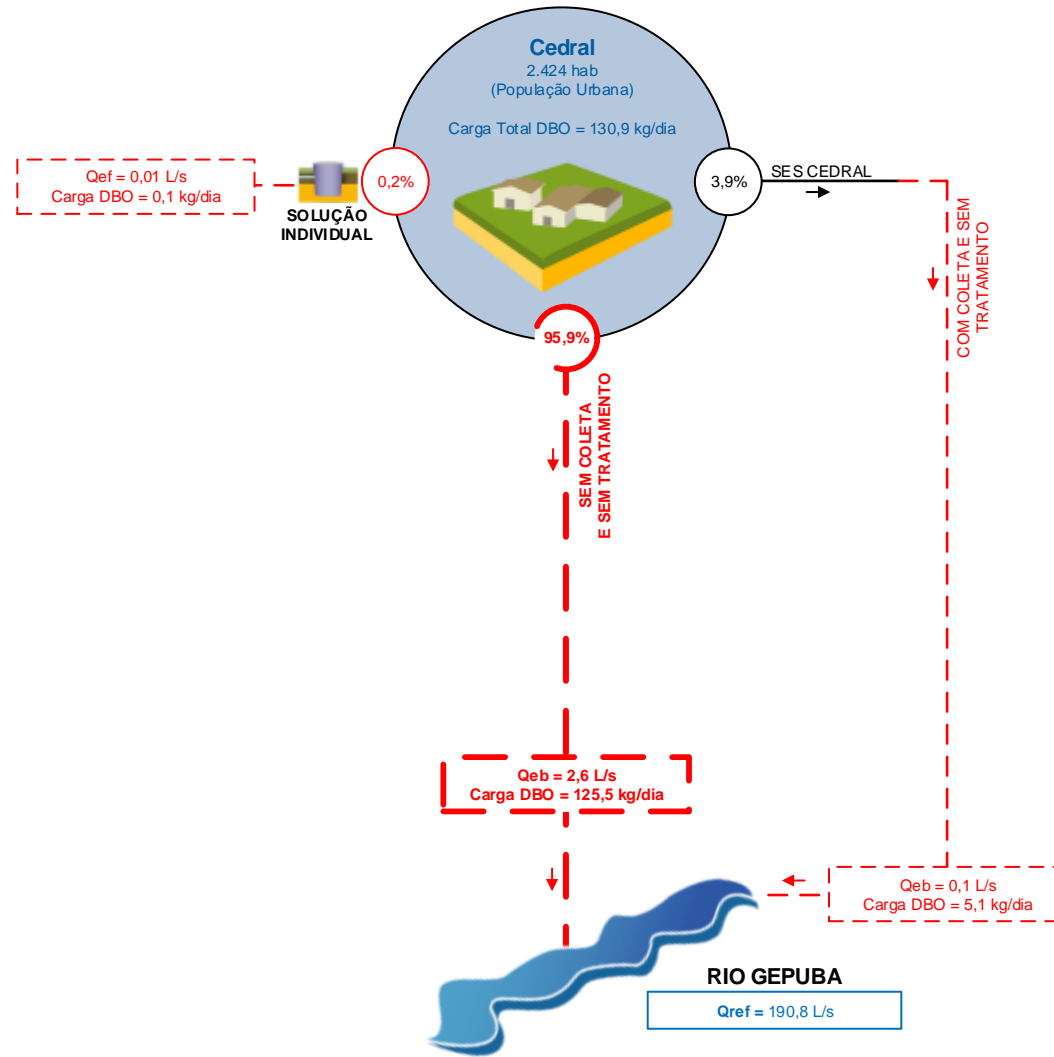 Cedral
2.424 hab
(População Urbana)
Carga Total DBO = 130,9 kg/dia
Qef = 0,01 L/s
Carga DBO = 0,1 kg/dia
0,2%
SOLUÇÃO
INDIVIDUAL
3,9%
SES CEDRAL
COM COLETA E SEM
TRATAMENTO
95,9%
SEM COLETA
E SEM TRATAMENTO
Qeb = 2,6 L/s
Carga DBO = 125,5 kg/dia
Qeb = 0,1 L/s
Carga DBO = 5,1 kg/dia
RIO GEPUBA
Qref = 190,8 L/s